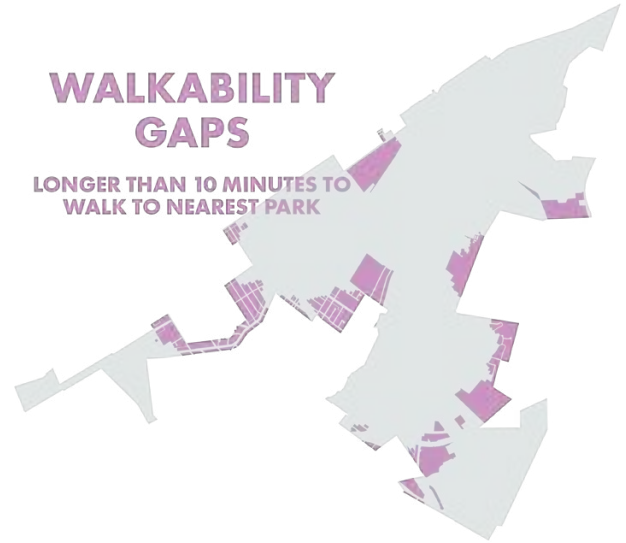 WALKABILITY
GAPS
LONGER THAN 10 MINUTES TO
WALK TO NEAREST PARK